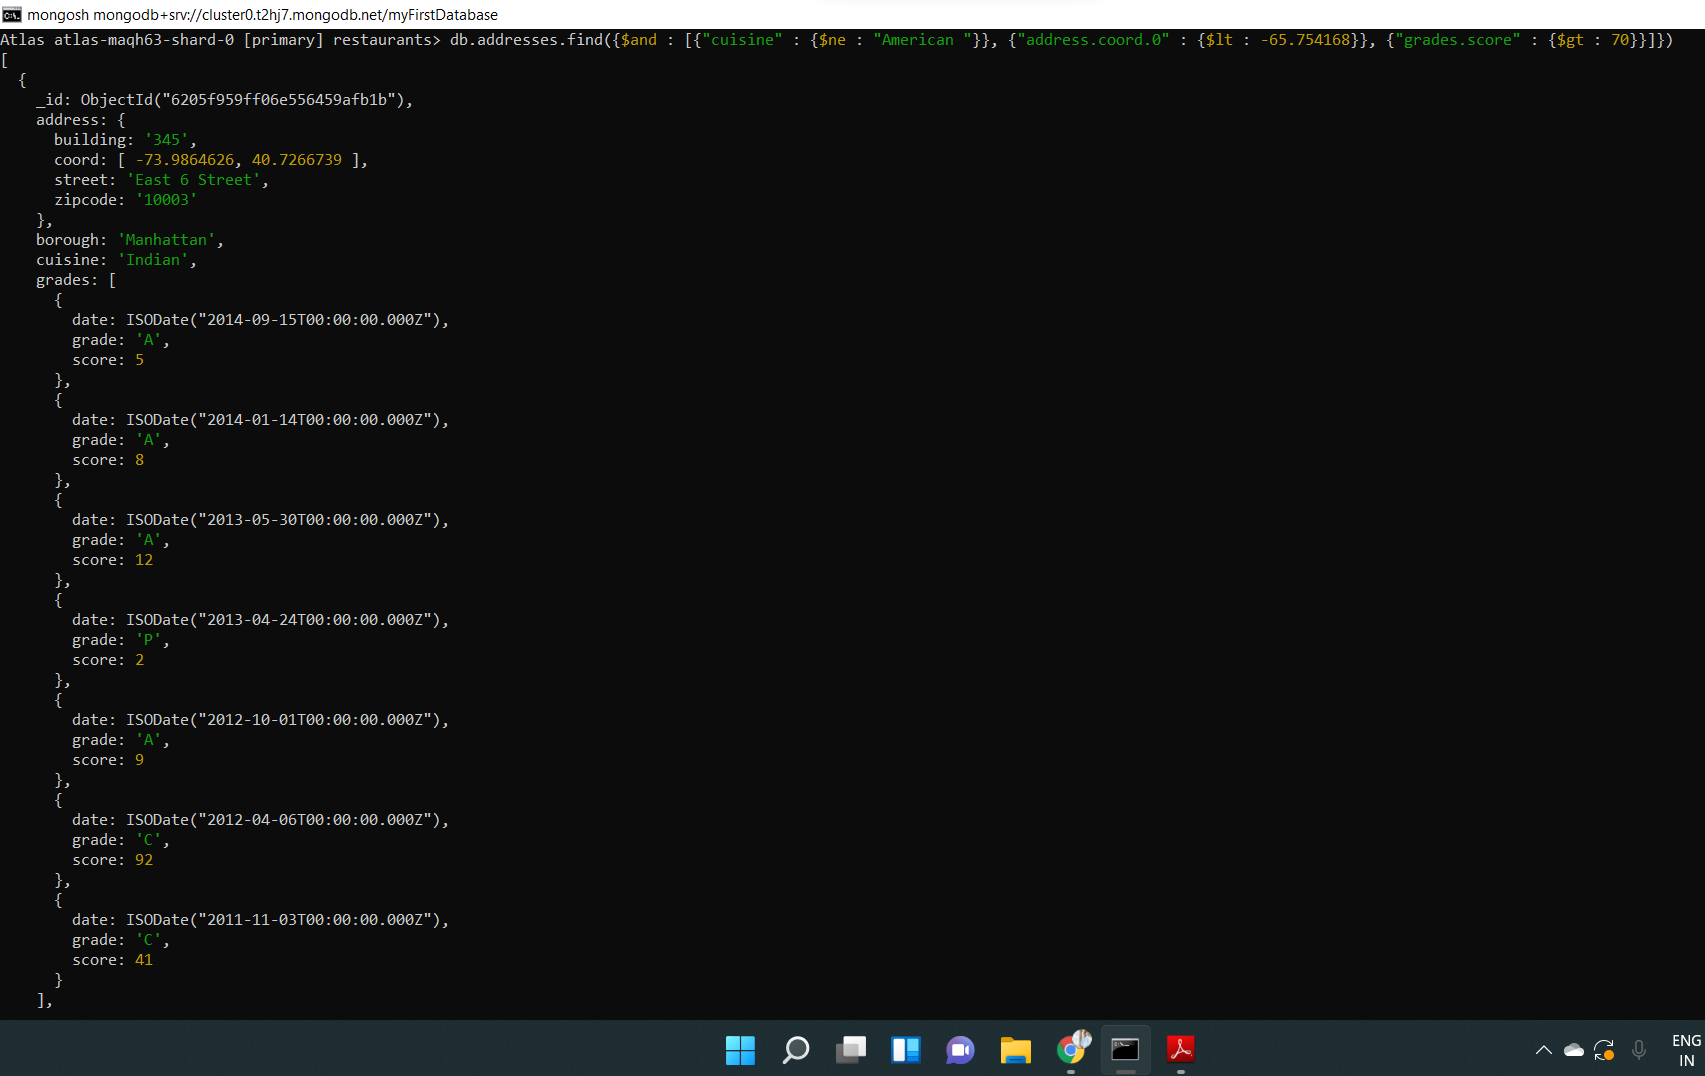 mongosh mongodb+srv://cluster0.t2hj7.mongodb.net/myFirstDatabase
Atlas atlas-maqh63-shard-0 [primary] restaurants> db.addresses.find({$and : [{"cuisine" : {$ne : "American "}}, {"address.coord.0" : {$lt : -65.754168}}, {"grades.score" : {$gt : 70}}]})
[
  {
    _id: ObjectId("6205f959ff06e556459afb1b"),
    address: {
      building: '345',
      coord: [ -73.9864626, 40.7266739 ],
      street: 'East 6 Street',
      zipcode: '10003'
    },
    borough: 'Manhattan',
    cuisine: 'Indian',
    grades: [
      {
        date: ISODate("2014-09-15T00:00:00.000Z"),
        grade: 'A',
        score: 5
      },
      {
        date: ISODate("2014-01-14T00:00:00.000Z"),
        grade: 'A',
        score: 8
      },
      {
        date: ISODate("2013-05-30T00:00:00.000Z"),
        grade: 'A',
        score: 12
      },
      {
        date: ISODate("2013-04-24T00:00:00.000Z"),
        grade: 'P',
        score: 2
      },
      {
        date: ISODate("2012-10-01T00:00:00.000Z"),
        grade: 'A',
        score: 9
      },
      {
        date: ISODate("2012-04-06T00:00:00.000Z"),
        grade: 'C',
        score: 92
      },
      {
        date: ISODate("2011-11-03T00:00:00.000Z"),
        grade: 'C',
        score: 41
      }
    ],
ENG
IN